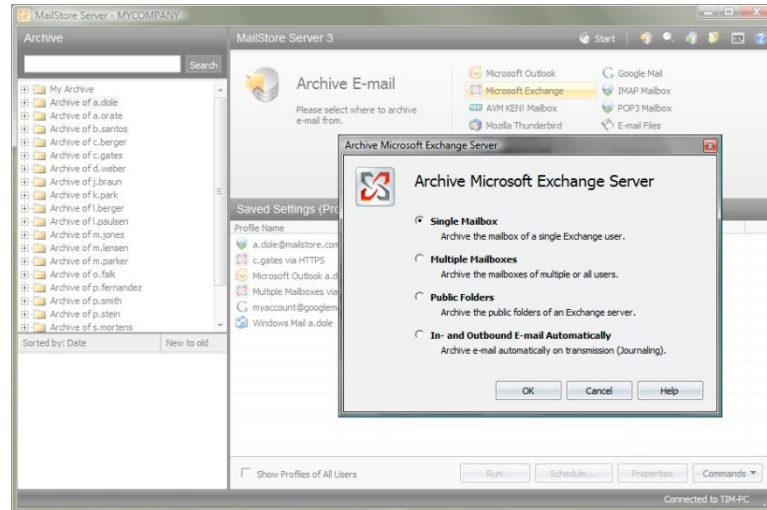 MailStore Server - MYCOMPANY
Archive
Search
My Archive
Archive of a.dole
Archive of a.orate
Archive of b.santos
Archive of c.berger
Archive of c.gates
Archive of d.weber
Archive of j.braun
Archive of k.park
Archive of l.berger
Archive of l.paulsen
Archive of m.jones
Archive of m.lensen
Archive of m.parker
Archive of o.falk
Archive of p.fernandez
Archive of p.smith
Archive of p.stein
Archive of s.mortens
Sorted by: Date New to old
MailStore Server 3
Start
Archive E-mail
Please select where to archive
e-mail from.
Microsoft Outlook Google Mail
Microsoft Exchange IMAP Mailbox
AVM KEN! Mailbox POP3 Mailbox
Mozilla Thunderbird E-mail Files
Saved Settings (Pro
Profile Name
a.dole@mailstore.com
c.gates via HTTPS
Microsoft Outlook a.d
Multiple Mailboxes via
myaccount@googlem
Windows Mail a.dole
Archive Microsoft Exchange Server
Archive Microsoft Exchange Server
Single Mailbox
Archive the mailbox of a single Exchange user.
Multiple Mailboxes
Archive the mailboxes of multiple or all users.
Public Folders
Archive the public folders of an Exchange server.
In- and Outbound E-mail Automatically
Archive e-mail automatically on transmission (Journaling).
OK Cancel Help
Show Profiles of All Users
Run Schedule... Properties Commands
Connected to TIM-PC